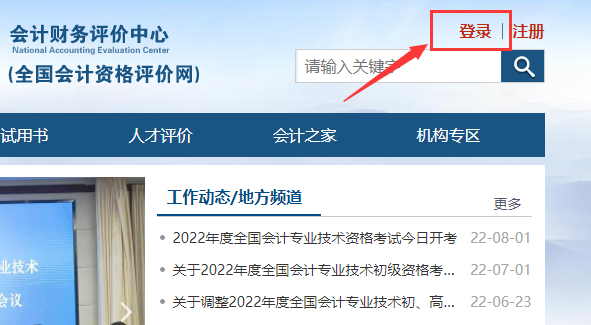 会计财务评价中心
National Accounting Evaluation Center
(全国会计资格评价网)
登录 | 注册
请输入关键字
试用书 人才评价 会计之家 机构专区
业技术
会议
工作动态/地方频道
更多
2022年度全国会计专业技术资格考试今日开考 22-08-01
关于2022年度全国会计专业技术初级资格考... 22-07-01
关于调整2022年度全国会计专业技术初、高... 22-06-23